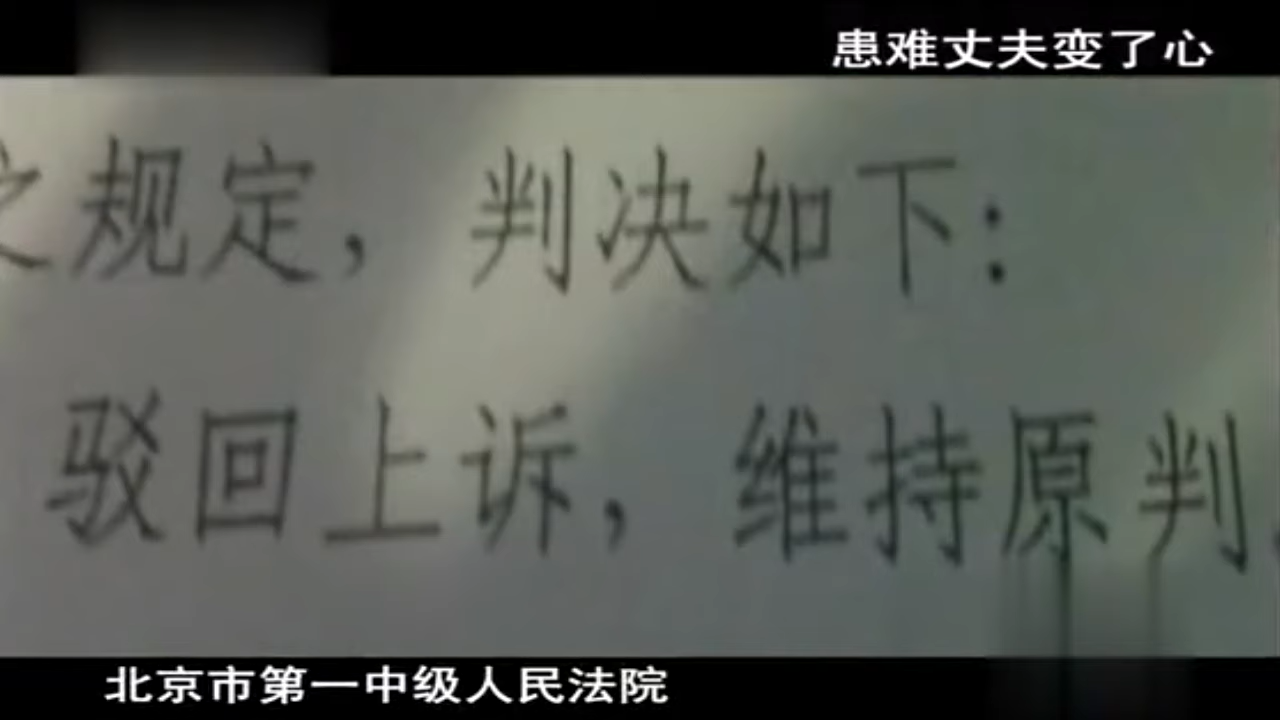 患难丈夫变了心
之规定，判决如下：
驳回上诉，维持原判
北京市第一中级人民法院